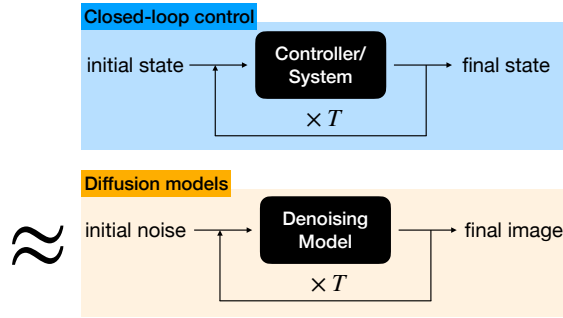 Closed-loop control
initial state
Controller/
System
final state
× T
Diffusion models
≈
initial noise
Denoising
Model
final image
× T